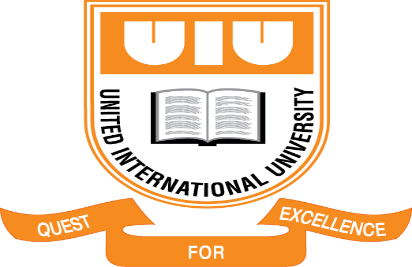 UIU
UNITED INTERNATIONAL UNIVERSITY
QUEST
FOR
EXCELLENCE